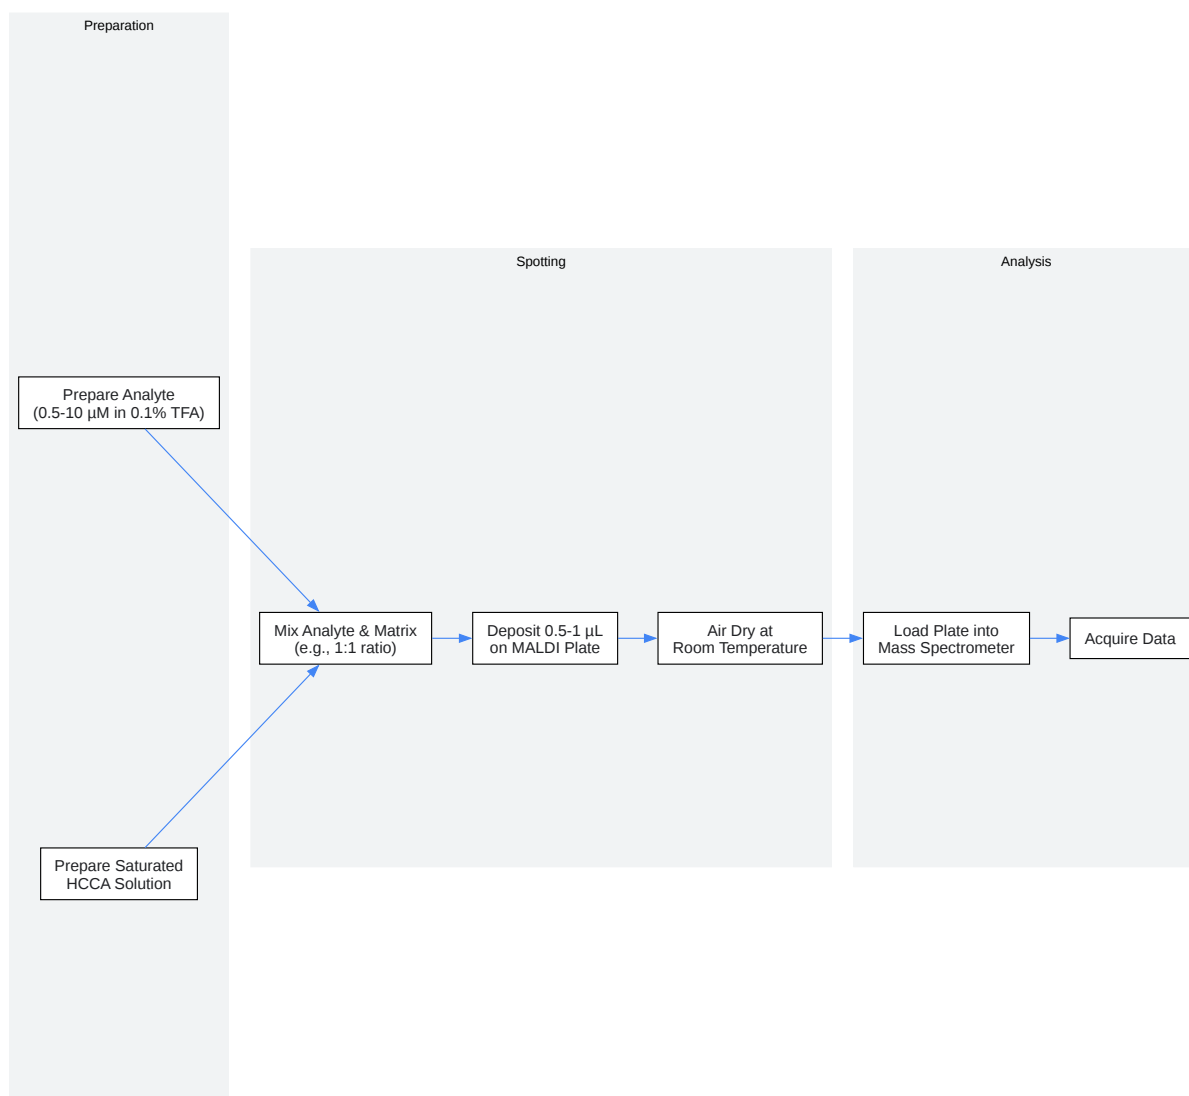 Preparation
Spotting
Analysis
Prepare Analyte
(0.5-10 µM in 0.1% TFA)
Mix Analyte & Matrix
(e.g., 1:1 ratio)
Deposit 0.5-1 µL
on MALDI Plate
Air Dry at
Room Temperature
Load Plate into
Mass Spectrometer
Acquire Data
Prepare Saturated
HCCA Solution